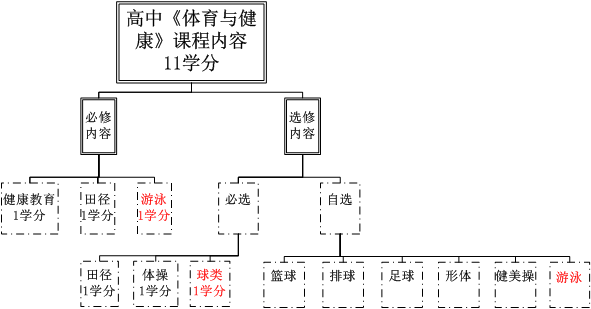 高中《体育与健
康》课程内容
11学分
必修
内容
选修
内容
健康教育
1学分
田径
1学分
游泳
1学分
必选
自选
田径
1学分
体操
1学分
球类
1学分
篮球
排球
足球
形体
健美操
游泳